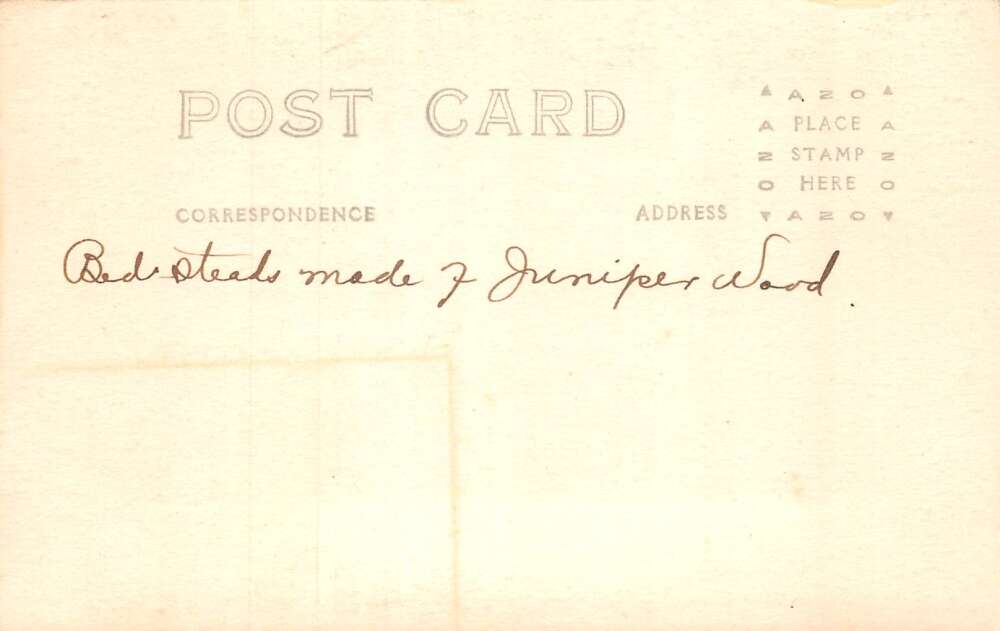 POST CARD
▲ A Z O ▲
A PLACE A
Z STAMP Z
O HERE O
▼ A Z O ▼
CORRESPONDENCE
ADDRESS
Bed steads made of Juniper Wood.